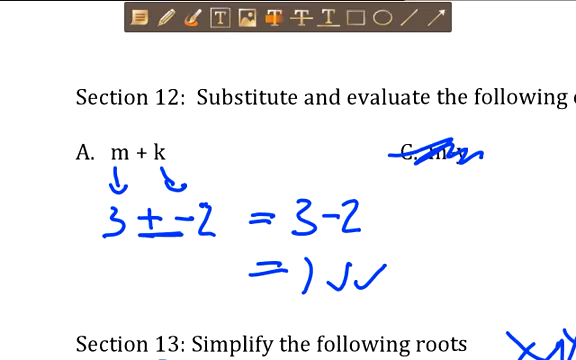 Section 12: Substitute and evaluate the following
A. m + k
3 + -2 = 3-2
= 1
Section 13: Simplify the following roots